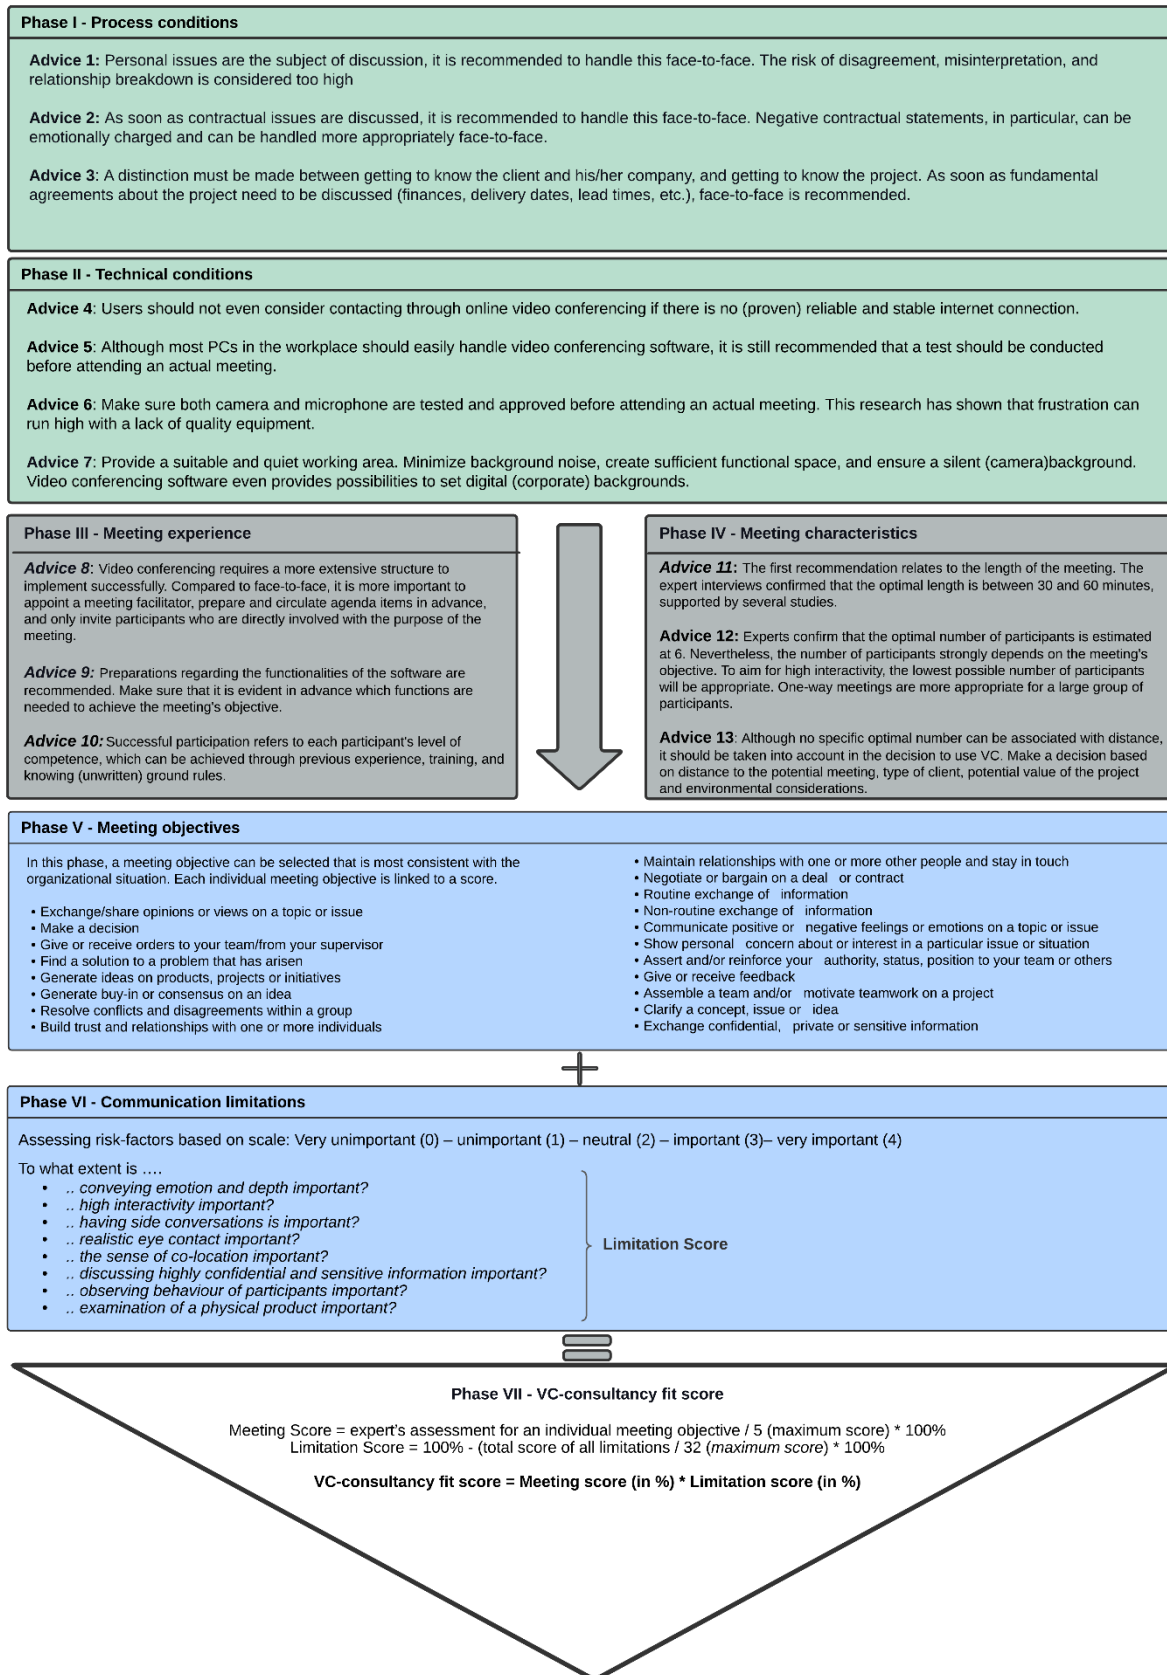 Phase I - Process conditions
Advice 1: Personal issues are the subject of discussion, it is recommended to handle this face-to-face. The risk of disagreement, misinterpretation, and
relationship breakdown is considered too high
Advice 2: As soon as contractual issues are discussed, it is recommended to handle this face-to-face. Negative contractual statements, in particular, can be
emotionally charged and can be handled more appropriately face-to-face.
Advice 3: A distinction must be made between getting to know the client and his/her company, and getting to know the project. As soon as fundamental
agreements about the project need to be discussed (finances, delivery dates, lead times, etc.), face-to-face is recommended.
Phase II - Technical conditions
Advice 4: Users should not even consider contacting through online video conferencing if there is no (proven) reliable and stable internet connection.
Advice 5: Although most PCs in the workplace should easily handle video conferencing software, it is still recommended that a test should be conducted
before attending an actual meeting.
Advice 6: Make sure both camera and microphone are tested and approved before attending an actual meeting. This research has shown that frustration can
run high with a lack of quality equipment.
Advice 7: Provide a suitable and quiet working area. Minimize background noise, create sufficient functional space, and ensure a silent (camera)background.
Video conferencing software even provides possibilities to set digital (corporate) backgrounds.
Phase III - Meeting experience
Advice 8: Video conferencing requires a more extensive structure to
implement successfully. Compared to face-to-face, it is more important to
appoint a meeting facilitator, prepare and circulate agenda items in advance,
and only invite participants who are directly involved with the purpose of the
meeting.
Advice 9: Preparations regarding the functionalities of the software are
recommended. Make sure that it is evident in advance which functions are
needed to achieve the meeting's objective.
Advice 10: Successful participation refers to each participant's level of
competence, which can be achieved through previous experience, training, and
knowing (unwritten) ground rules.
Phase IV - Meeting characteristics
Advice 11: The first recommendation relates to the length of the meeting. The
expert interviews confirmed that the optimal length is between 30 and 60 minutes,
supported by several studies.
Advice 12: Experts confirm that the optimal number of participants is estimated
at 6. Nevertheless, the number of participants strongly depends on the meeting's
objective. To aim for high interactivity, the lowest possible number of participants
will be appropriate. One-way meetings are more appropriate for a large group of
participants.
Advice 13: Although no specific optimal number can be associated with distance,
it should be taken into account in the decision to use VC. Make a decision based
on distance to the potential meeting, type of client, potential value of the project
and environmental considerations.
Phase V - Meeting objectives
In this phase, a meeting objective can be selected that is most consistent with the
organizational situation. Each individual meeting objective is linked to a score.
• Exchange/share opinions or views on a topic or issue
• Make a decision
• Give or receive orders to your team/from your supervisor
• Find a solution to a problem that has arisen
• Generate ideas on products, projects or initiatives
• Generate buy-in or consensus on an idea
• Resolve conflicts and disagreements within a group
• Build trust and relationships with one or more individuals
• Maintain relationships with one or more other people and stay in touch
• Negotiate or bargain on a deal or contract
• Routine exchange of information
• Non-routine exchange of information
• Communicate positive or negative feelings or emotions on a topic or issue
• Show personal concern about or interest in a particular issue or situation
• Assert and/or reinforce your authority, status, position to your team or others
• Give or receive feedback
• Assemble a team and/or motivate teamwork on a project
• Clarify a concept, issue or idea
• Exchange confidential, private or sensitive information
Phase VI - Communication limitations
Assessing risk-factors based on scale: Very unimportant (0) – unimportant (1) – neutral (2) – important (3)– very important (4)
To what extent is ....
• .. conveying emotion and depth important?
• .. high interactivity important?
• .. having side conversations is important?
• .. realistic eye contact important?
• .. the sense of co-location important?
• .. discussing highly confidential and sensitive information important?
• .. observing behaviour of participants important?
• .. examination of a physical product important?
Limitation Score
Phase VII - VC-consultancy fit score
Meeting Score = expert's assessment for an individual meeting objective / 5 (maximum score) * 100%
Limitation Score = 100% - (total score of all limitations / 32 (maximum score) * 100%
VC-consultancy fit score = Meeting score (in %) * Limitation score (in %)